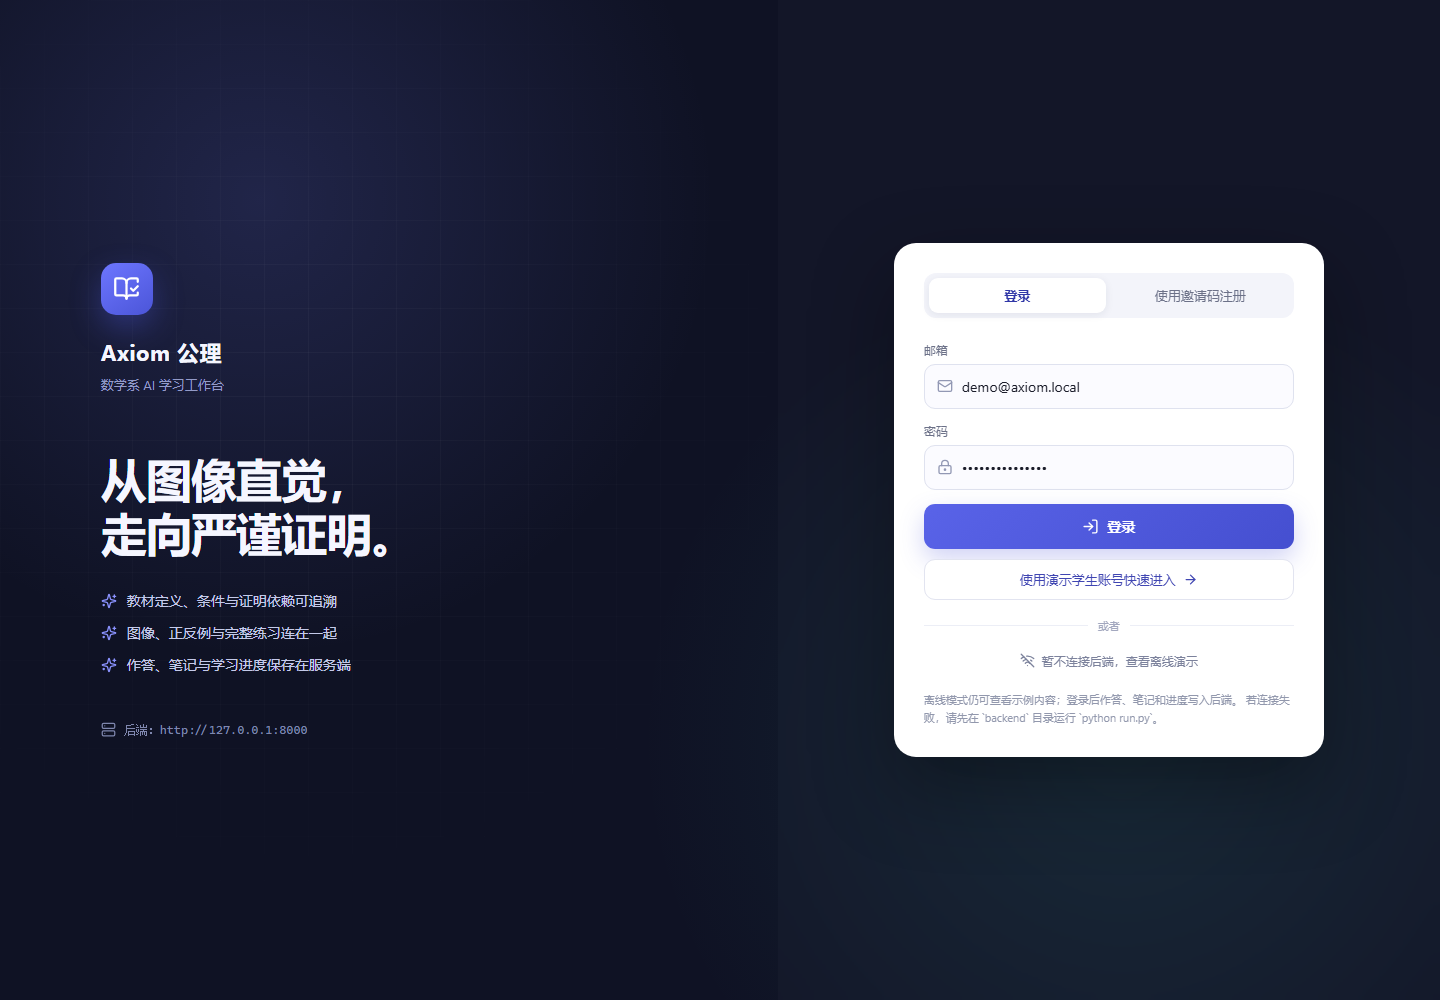 Axiom 公理
数学系 AI 学习工作台
从图像直觉，
走向严谨证明。
教材定义、条件与证明依赖可追溯
图像、正反例与完整练习连在一起
作答、笔记与学习进度保存在服务端
后端：http://127.0.0.1:8000
登录
使用邀请码注册
邮箱
demo@axiom.local
密码
•••••••••••••••
登录
使用演示学生账号快速进入
或者
暂不连接后端，查看离线演示
离线模式仍可查看示例内容；登录后作答、笔记和进度写入后端。 若连接失
败，请先在 `backend` 目录运行 `python run.py`。